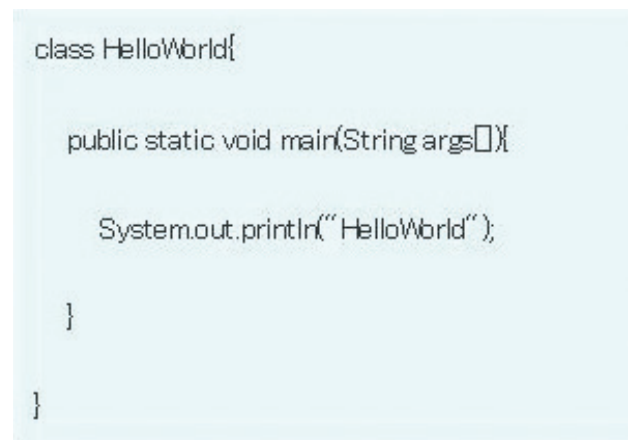 class HelloWorld{
public static void main(String args[]){
System.out.println(“HelloWorld“);
}
}